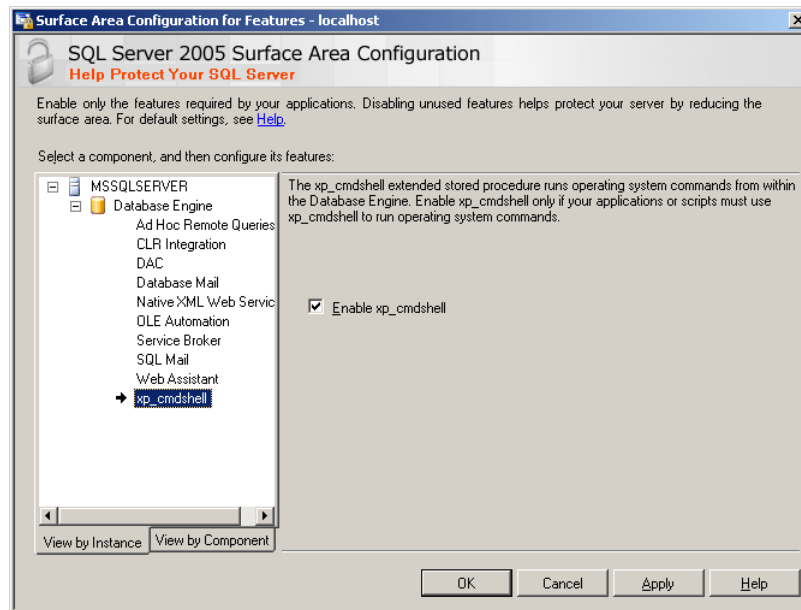 Surface Area Configuration for Features - localhost
SQL Server 2005 Surface Area Configuration
Help Protect Your SQL Server
Enable only the features required by your applications. Disabling unused features helps protect your server by reducing the
surface area. For default settings, see Help.
Select a component, and then configure its features:
MSSQLSERVER
Database Engine
Ad Hoc Remote Queries
CLR Integration
DAC
Database Mail
Native XML Web Servic
OLE Automation
Service Broker
SQL Mail
Web Assistant
xp_cmdshell
View by Instance
View by Component
The xp_cmdshell extended stored procedure runs operating system commands from within
the Database Engine. Enable xp_cmdshell only if your applications or scripts must use
xp_cmdshell to run operating system commands.
Enable xp_cmdshell
OK
Cancel
Apply
Help